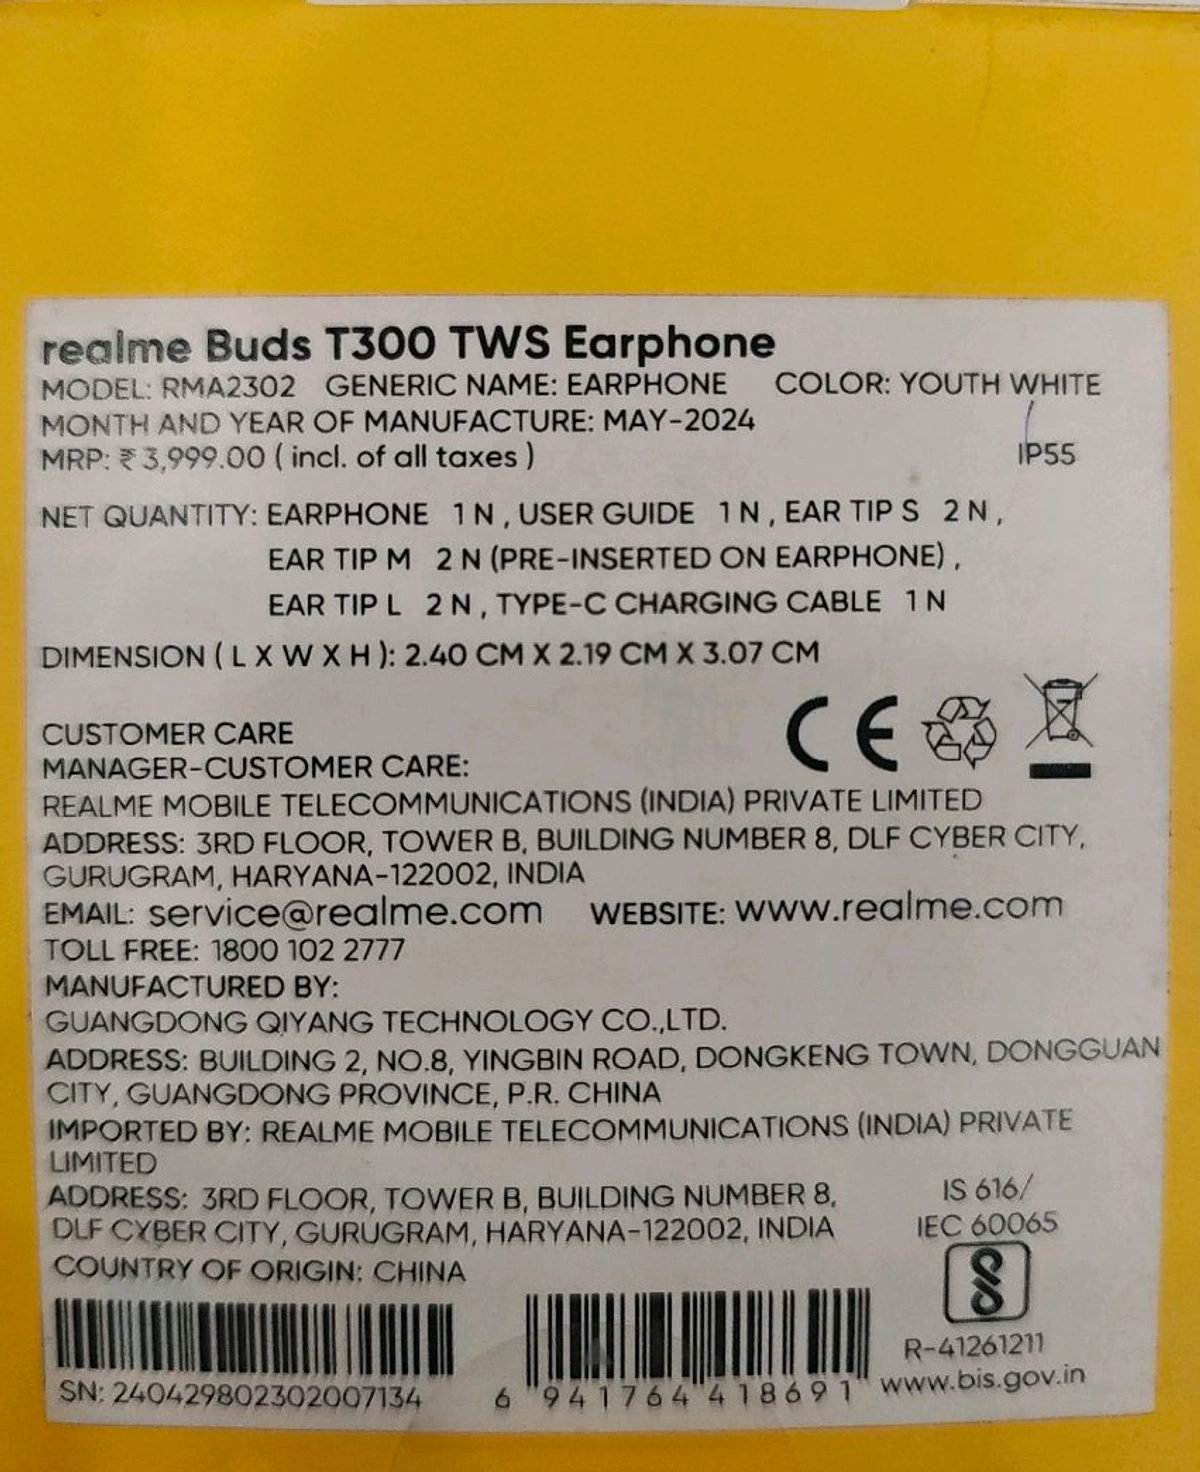 realme Buds T300 TWS Earphone
MODEL: RMA2302 GENERIC NAME: EARPHONE COLOR: YOUTH WHITE
MONTH AND YEAR OF MANUFACTURE: MAY-2024
MRP: ₹ 3,999.00 ( incl. of all taxes ) IP55
NET QUANTITY: EARPHONE 1 N , USER GUIDE 1 N , EAR TIP S 2 N ,
EAR TIP M 2 N (PRE-INSERTED ON EARPHONE) ,
EAR TIP L 2 N , TYPE-C CHARGING CABLE 1 N
DIMENSION ( L X W X H ): 2.40 CM X 2.19 CM X 3.07 CM
CE
CUSTOMER CARE
MANAGER-CUSTOMER CARE:
REALME MOBILE TELECOMMUNICATIONS (INDIA) PRIVATE LIMITED
ADDRESS: 3RD FLOOR, TOWER B, BUILDING NUMBER 8, DLF CYBER CITY,
GURUGRAM, HARYANA-122002, INDIA
EMAIL: service@realme.com WEBSITE: www.realme.com
TOLL FREE: 1800 102 2777
MANUFACTURED BY:
GUANGDONG QIYANG TECHNOLOGY CO.,LTD.
ADDRESS: BUILDING 2, NO.8, YINGBIN ROAD, DONGKENG TOWN, DONGGUAN
CITY, GUANGDONG PROVINCE, P.R. CHINA
IMPORTED BY: REALME MOBILE TELECOMMUNICATIONS (INDIA) PRIVATE
LIMITED
ADDRESS: 3RD FLOOR, TOWER B, BUILDING NUMBER 8,
DLF CYBER CITY, GURUGRAM, HARYANA-122002, INDIA
COUNTRY OF ORIGIN: CHINA
IS 616/
IEC 60065
R-41261211
www.bis.gov.in
SN: 240429802302007134
6 941764 418691